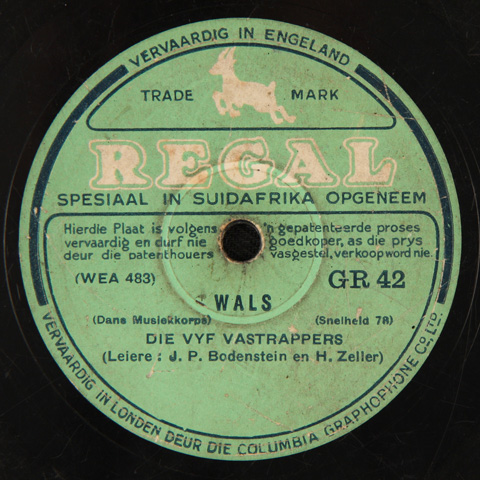 VERVAARDIG IN ENGELAND
TRADE MARK
REGAL
SPESIAAL IN SUIDAFRIKA OPGENEEM
Hierdie Plaat is volgens 'n gepatenteerde proses
vervaardig en durf nie goedkoper, as die prys
deur die patenthouers vasgestel, verkoop word nie.
(WEA 483) GR 42
WALS
(Dans Musiekkorps) (Snelheid 78)
DIE VYF VASTRAPPERS
(Leiere : J. P. Bodenstein en H. Zeller)
VERVAARDIG IN LONDEN DEUR DIE COLUMBIA GRAPHOPHONE CO., LTD.